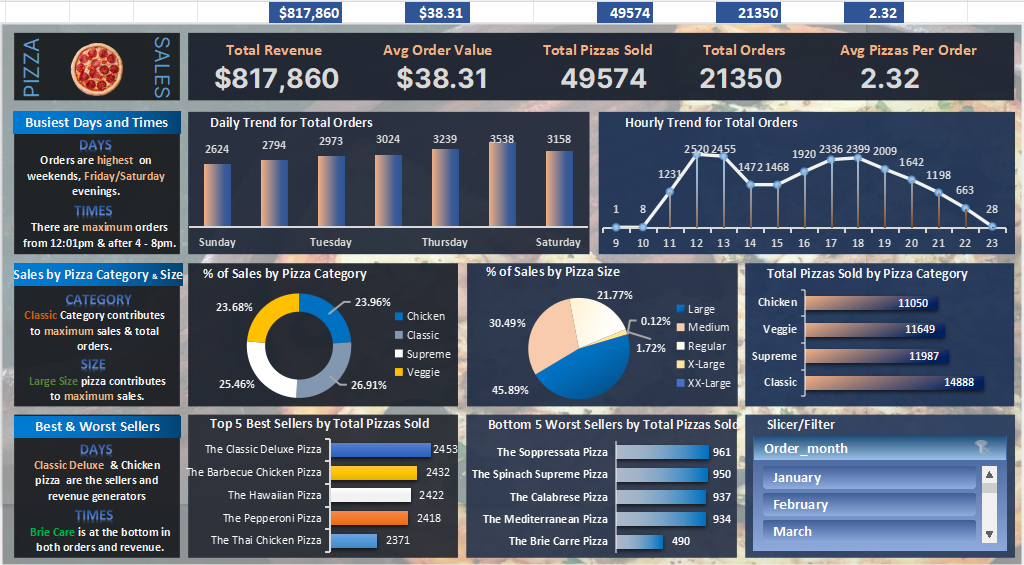 $817,860 $38.31 49574 21350 2.32
PIZZA
SALES
Total Revenue
$817,860
Avg Order Value
$38.31
Total Pizzas Sold
49574
Total Orders
21350
Avg Pizzas Per Order
2.32
Busiest Days and Times
DAYS
Orders are highest on
weekends, Friday/Saturday
evenings.
TIMES
There are maximum orders
from 12:01pm & after 4 - 8pm.
Daily Trend for Total Orders
2624 2794 2973 3024 3239 3538 3158
Sunday Tuesday Thursday Saturday
Hourly Trend for Total Orders
1 8 1231 2520 2455 1472 1468 1920 2336 2399 2009 1642 1198 663 28
9 10 11 12 13 14 15 16 17 18 19 20 21 22 23
Sales by Pizza Category & Size
CATEGORY
Classic Category contributes
to maximum sales & total
orders.
SIZE
Large Size pizza contributes
to maximum sales.
% of Sales by Pizza Category
23.68%
23.96%
25.46%
26.91%
Chicken
Classic
Supreme
Veggie
% of Sales by Pizza Size
21.77%
30.49%
0.12%
1.72%
45.89%
Large
Medium
Regular
X-Large
XX-Large
Total Pizzas Sold by Pizza Category
Chicken 11050
Veggie 11649
Supreme 11987
Classic 14888
Best & Worst Sellers
DAYS
Classic Deluxe & Chicken
pizza are the sellers and
revenue generators
TIMES
Brie Care is at the bottom in
both orders and revenue.
Top 5 Best Sellers by Total Pizzas Sold
The Classic Deluxe Pizza 2453
The Barbecue Chicken Pizza 2432
The Hawaiian Pizza 2422
The Pepperoni Pizza 2418
The Thai Chicken Pizza 2371
Bottom 5 Worst Sellers by Total Pizzas Sold
The Soppressata Pizza 961
The Spinach Supreme Pizza 950
The Calabrese Pizza 937
The Mediterranean Pizza 934
The Brie Carre Pizza 490
Slicer/Filter
Order_month
January
February
March